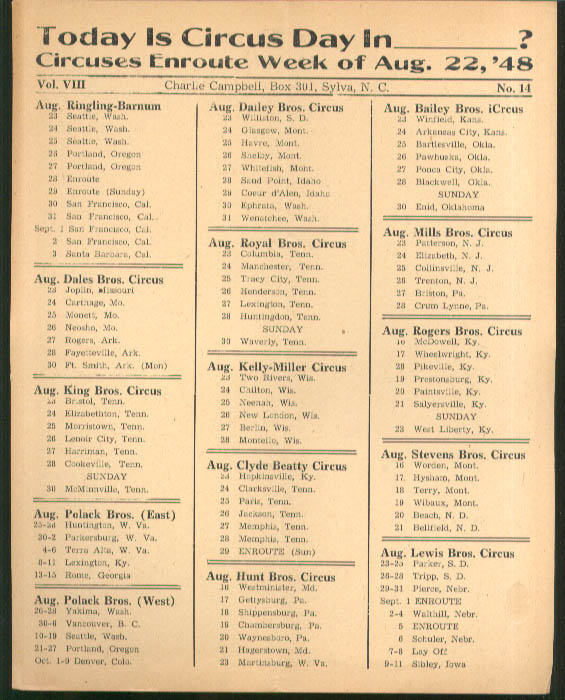 Today Is Circus Day In ________?
Circuses Enroute Week of Aug. 22, '48
Vol. VIII Charlie Campbell, Box 301, Sylva, N. C. No. 14
Aug. Ringling-Barnum
23 Seattle, Wash.
24 Seattle, Wash.
25 Seattle, Wash.
26 Portland, Oregon
27 Portland, Oregon
28 Enroute
29 Enroute (Sunday)
30 San Francisco, Cal.
31 San Francisco, Cal.
Sept. 1 San Francisco, Cal.
2 San Francisco, Cal.
3 Santa Barbara, Cal.
Aug. Dales Bros. Circus
23 Joplin, Missouri
24 Carthage, Mo.
25 Monett, Mo.
26 Neosho, Mo.
27 Rogers, Ark.
28 Fayetteville, Ark.
30 Ft. Smith, Ark. (Mon)
Aug. King Bros. Circus
23 Bristol, Tenn.
24 Elizabethton, Tenn.
25 Morristown, Tenn.
26 Lenoir City, Tenn.
27 Harriman, Tenn.
28 Cookeville, Tenn.
SUNDAY
30 McMinnville, Tenn.
Aug. Polack Bros. (East)
25-28 Huntington, W. Va.
30-2 Parkersburg, W. Va.
4-6 Terra Alta, W. Va.
8-11 Lexington, Ky.
13-15 Rome, Georgia
Aug. Polack Bros. (West)
26-28 Yakima, Wash.
30-6 Vancouver, B. C.
10-19 Seattle, Wash.
21-27 Portland, Oregon
Oct. 1-9 Denver, Colo.
Aug. Dailey Bros. Circus
23 Williston, S. D.
24 Glasgow, Mont.
25 Havre, Mont.
26 Shelby, Mont.
27 Whitefish, Mont.
28 Sand Point, Idaho
29 Coeur d'Alen, Idaho
30 Ephrata, Wash.
31 Wenatchee, Wash.
Aug. Royal Bros. Circus
23 Columbia, Tenn.
24 Manchester, Tenn.
25 Tracy City, Tenn.
26 Henderson, Tenn.
27 Lexington, Tenn.
28 Huntingdon, Tenn.
SUNDAY
30 Waverly, Tenn.
Aug. Kelly-Miller Circus
23 Two Rivers, Wis.
24 Chilton, Wis.
25 Neenah, Wis.
26 New London, Wis.
27 Berlin, Wis.
28 Montello, Wis.
Aug. Clyde Beatty Circus
23 Hopkinsville, Ky.
24 Clarksville, Tenn.
25 Paris, Tenn.
26 Jackson, Tenn.
27 Memphis, Tenn.
28 Memphis, Tenn.
29 ENROUTE (Sun)
Aug. Hunt Bros. Circus
16 Westminister, Md.
17 Gettysburg, Pa.
18 Shippensburg, Pa.
19 Chambersburg, Pa.
20 Waynesboro, Pa.
21 Hagerstown, Md.
23 Martinsburg, W. Va.
Aug. Bailey Bros. iCrcus
23 Winfield, Kans.
24 Arkansas City, Kans.
25 Bartlesville, Okla.
26 Pawhuska, Okla.
27 Ponca City, Okla.
28 Blackwell, Okla.
SUNDAY
30 Enid, Oklahoma
Aug. Mills Bros. Circus
23 Patterson, N. J.
24 Elizabeth, N. J.
25 Collinsville, N. J.
26 Trenton, N. J.
27 Briston, Pa.
28 Crum Lynne, Pa.
Aug. Rogers Bros. Circus
16 McDowell, Ky.
17 Wheelwright, Ky.
28 Pikeville, Ky.
19 Prestonsburg, Ky.
20 Paintsville, Ky.
21 Salyersville, Ky.
SUNDAY
23 West Liberty, Ky.
Aug. Stevens Bros. Circus
16 Worden, Mont.
17 Hysham, Mont.
18 Terry, Mont.
19 Wibaux, Mont.
20 Beach, N. D.
21 Belifield, N. D.
Aug. Lewis Bros. Circus
23-25 Parker, S. D.
26-28 Tripp, S. D.
29-31 Pierce, Nebr.
Sept. 1 ENROUTE
2-4 Walthill, Nebr.
5 ENROUTE
6 Schuler, Nebr.
7-8 Lay Off
9-11 Sibley, Iowa